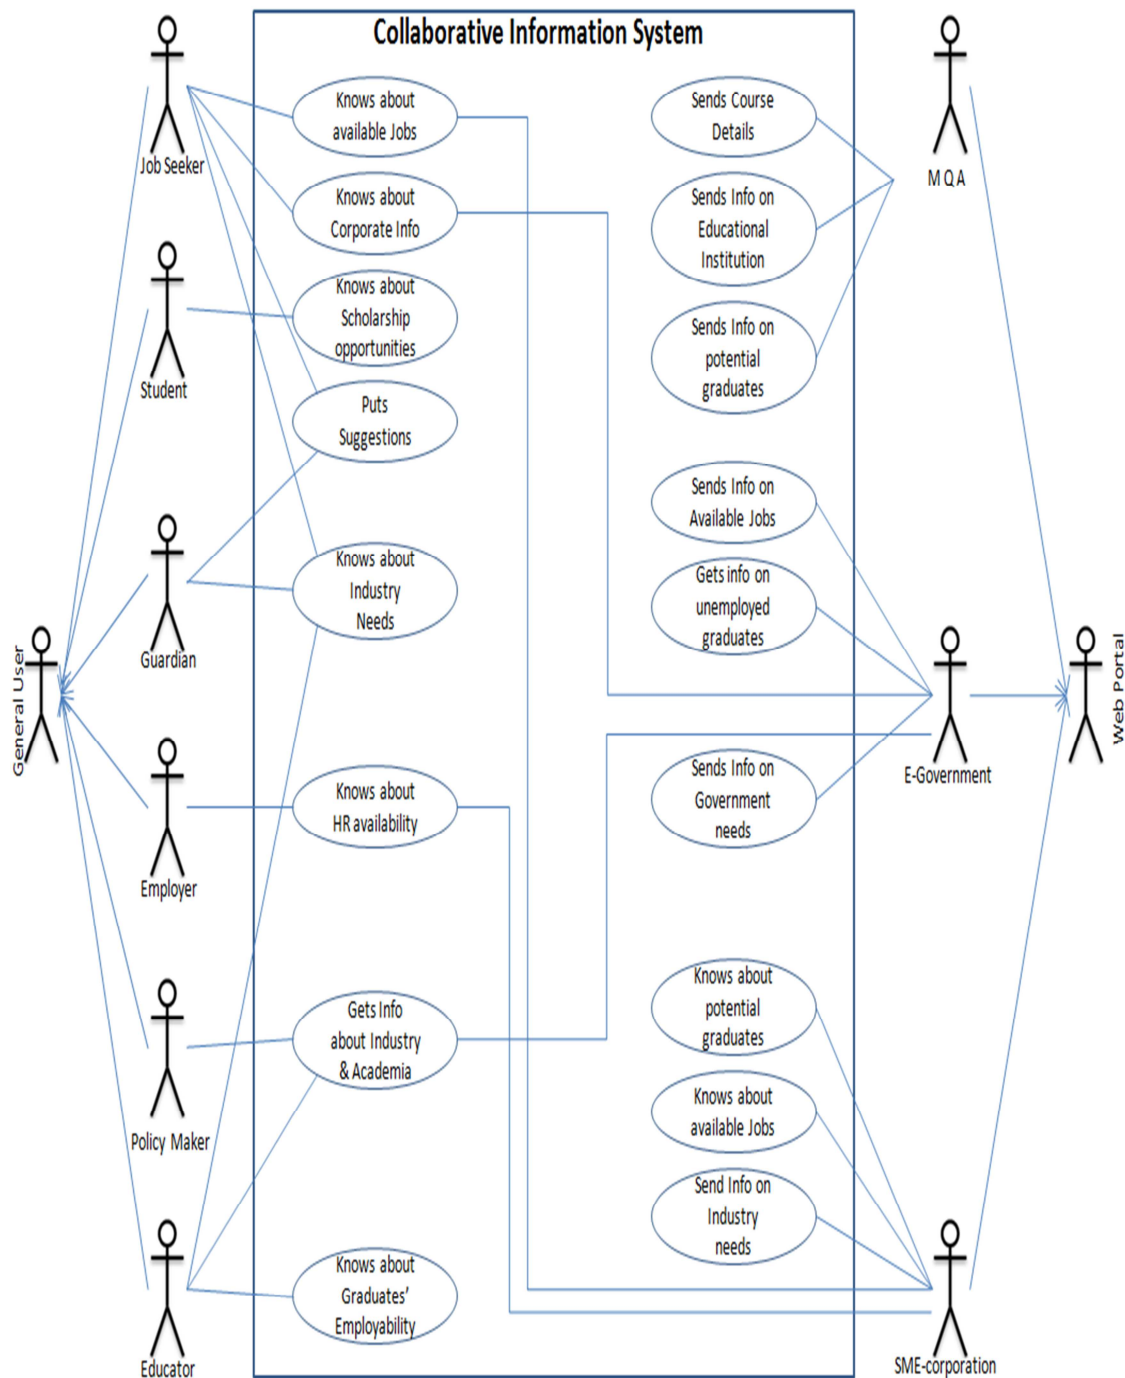 Collaborative Information System
Job Seeker
Student
Guardian
General User
Employer
Policy Maker
Educator
Knows about
available Jobs
Knows about
Corporate Info
Knows about
Scholarship
opportunities
Puts
Suggestions
Knows about
Industry
Needs
Knows about
HR availability
Gets Info
about Industry
& Academia
Knows about
Graduates’
Employability
Sends Course
Details
Sends Info on
Educational
Institution
Sends Info on
potential
graduates
Sends Info on
Available Jobs
Gets info on
unemployed
graduates
Sends Info on
Government
needs
Knows about
potential
graduates
Knows about
available Jobs
Send Info on
Industry
needs
M Q A
E-Government
Web Portal
SME-corporation